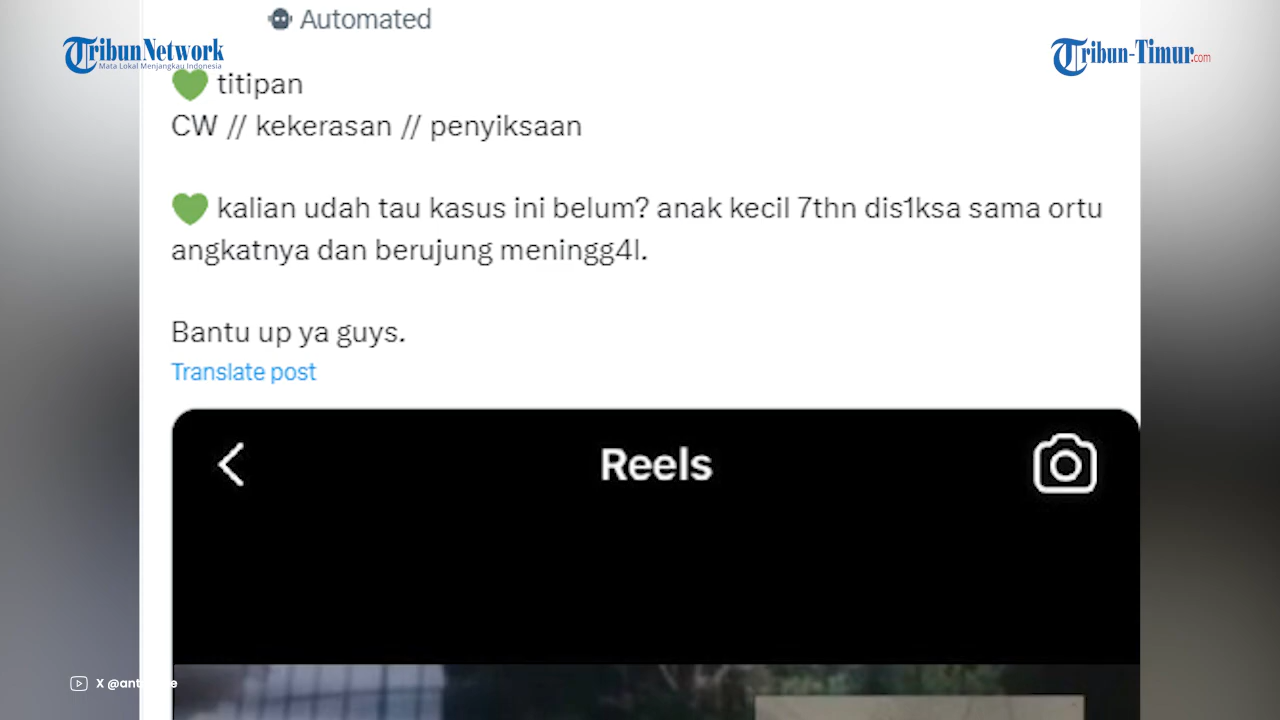 Automated
TribunNetwork
Mata Lokal Menjangkau Indonesia
Tribun-Timur.com
💚 titipan
CW // kekerasan // penyiksaan
💚 kalian udah tau kasus ini belum? anak kecil 7thn dis1ksa sama ortu
angkatnya dan berujung meningg4l.
Bantu up ya guys.
Translate post
Reels
X